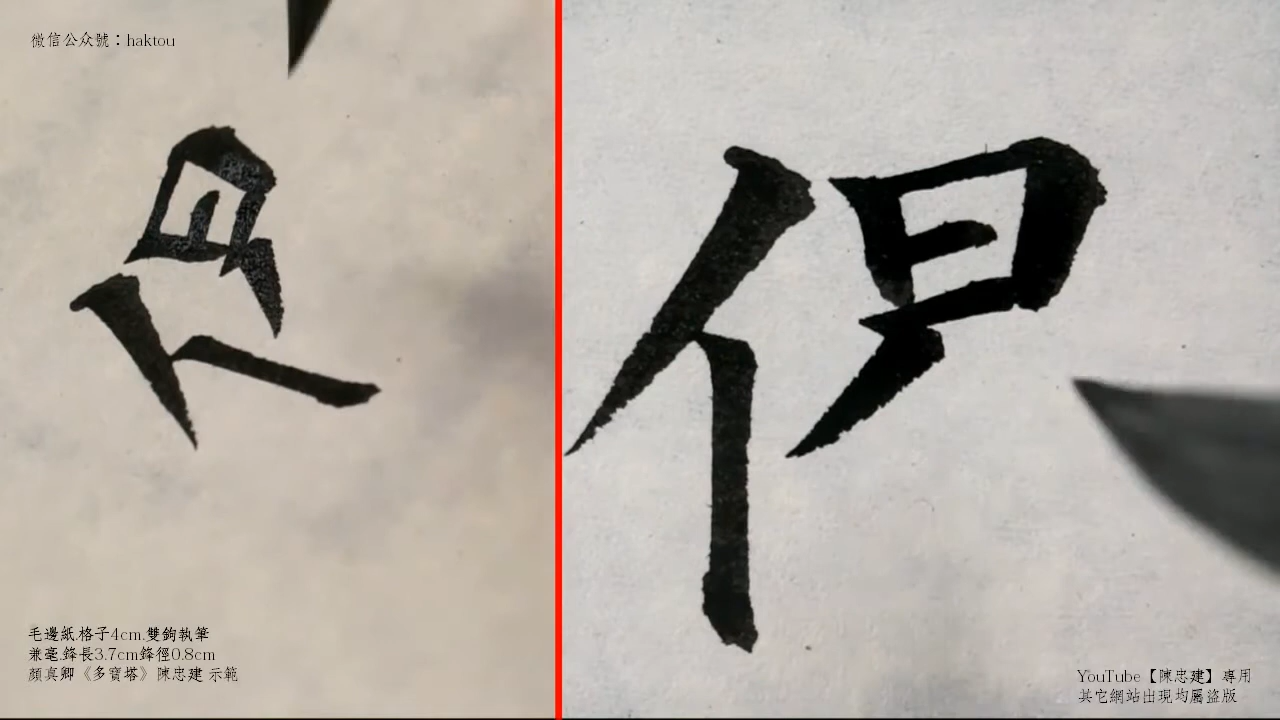 微信公众號：haktou
毛邊紙.格子4cm.雙鉤執筆
兼毫.鋒長3.7cm鋒徑0.8cm
顏真卿《多寶塔》陳忠建 示範
YouTube【陳忠建】專用
其它網站出現均屬盜版